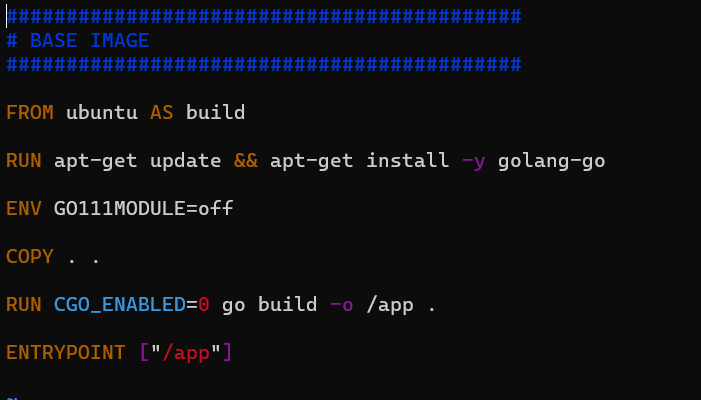 ###########################################
# BASE IMAGE
###########################################
FROM ubuntu AS build
RUN apt-get update && apt-get install -y golang-go
ENV GO111MODULE=off
COPY . .
RUN CGO_ENABLED=0 go build -o /app .
ENTRYPOINT ["/app"]